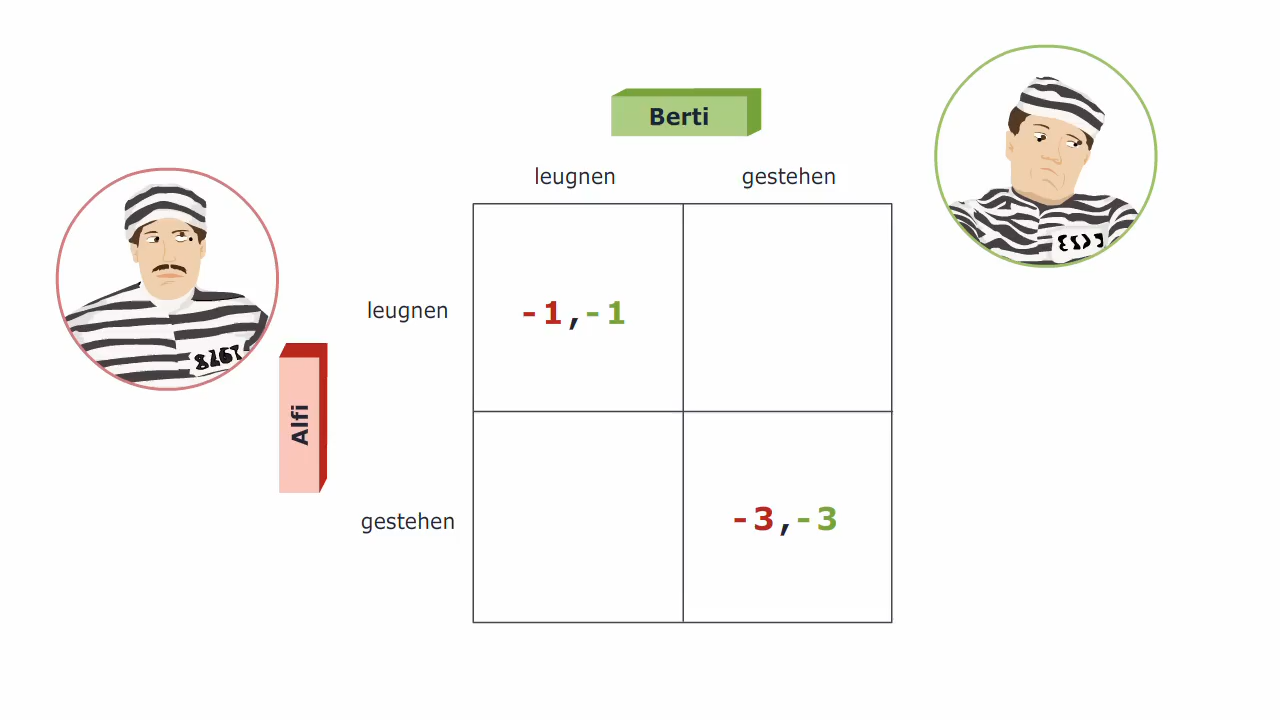 Berti
leugnen gestehen
leugnen -1,-1
Alfi
gestehen -3,-3